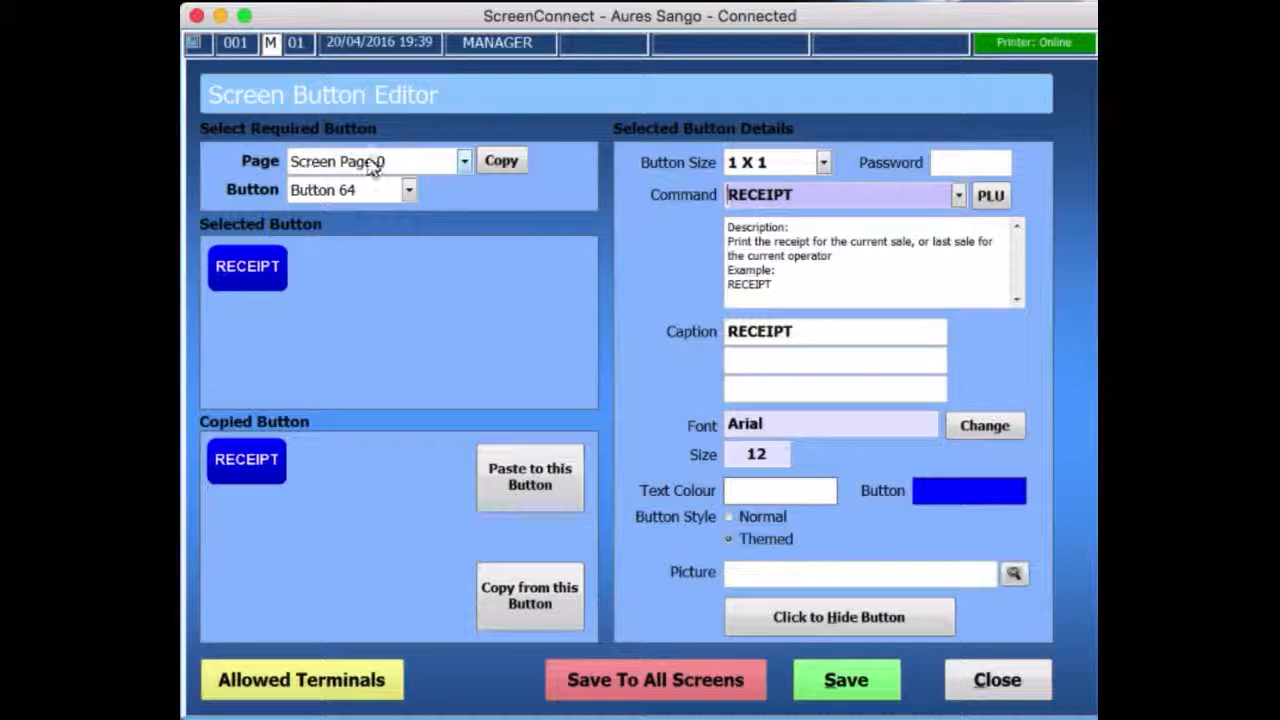 ScreenConnect - Aures Sango - Connected
001 M 01 20/04/2016 19:39 MANAGER Printer: Online
Screen Button Editor
Select Required Button
Page Screen Page 0 Copy
Button Button 64
Selected Button
RECEIPT
Copied Button
RECEIPT
Paste to this
Button
Copy from this
Button
Selected Button Details
Button Size 1 X 1 Password
Command RECEIPT PLU
Description:
Print the receipt for the current sale, or last sale for
the current operator
Example:
RECEIPT
Caption RECEIPT
Font Arial Change
Size 12
Text Colour Button
Button Style Normal
Themed
Picture
Click to Hide Button
Allowed Terminals Save To All Screens Save Close